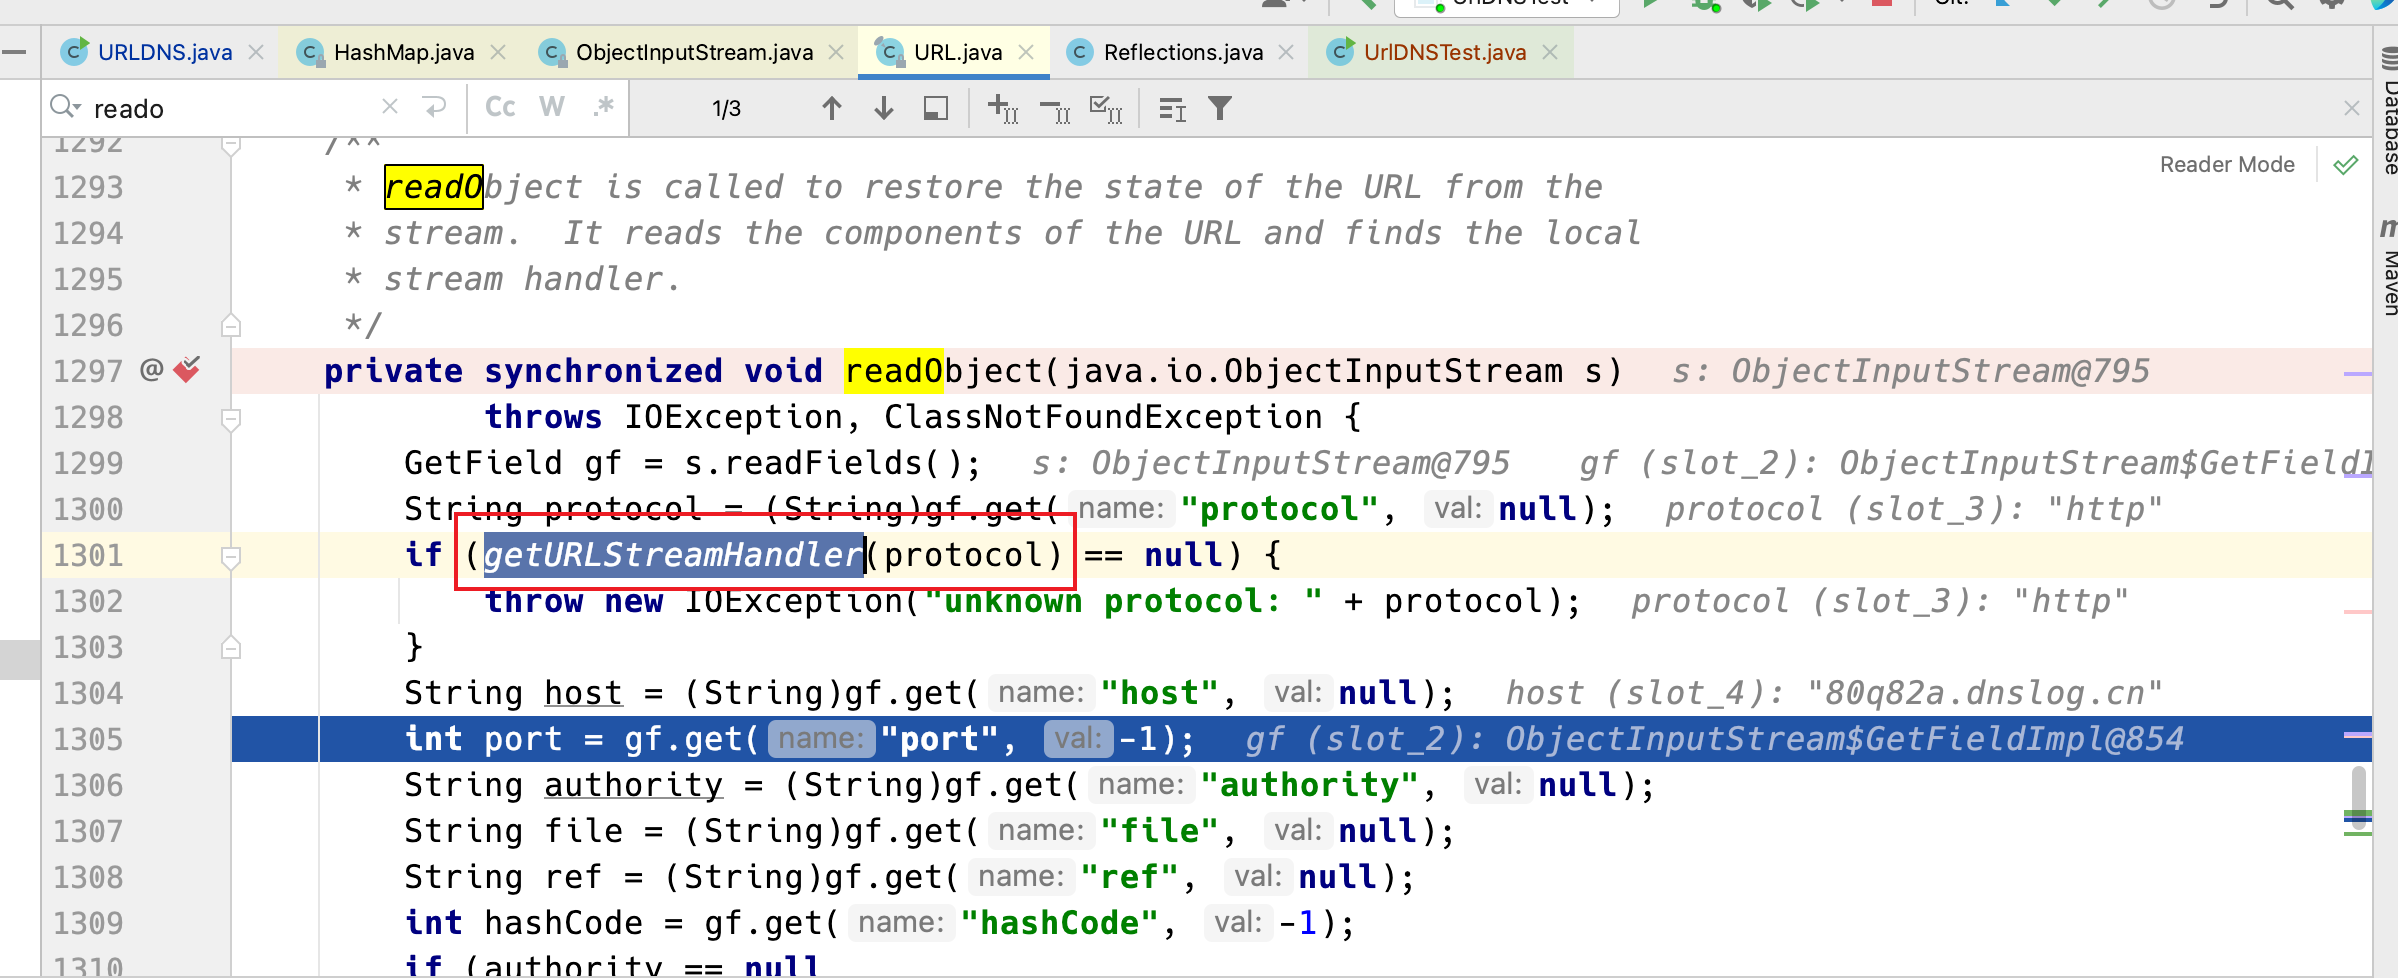 URLDNS.java HashMap.java ObjectInputStream.java URL.java Reflections.java UrlDNSTest.java
reado Cc W .* 1/3
Database
Maven
Reader Mode
1292 /**
1293 * readObject is called to restore the state of the URL from the
1294 * stream.  It reads the components of the URL and finds the local
1295 * stream handler.
1296 */
1297 @ private synchronized void readObject(java.io.ObjectInputStream s) s: ObjectInputStream@795
1298 throws IOException, ClassNotFoundException {
1299 GetField gf = s.readFields(); s: ObjectInputStream@795 gf (slot_2): ObjectInputStream$GetFieldI
1300 String protocol = (String)gf.get( name: "protocol", val: null); protocol (slot_3): "http"
1301 if (getURLStreamHandler(protocol) == null) {
1302 throw new IOException("unknown protocol: " + protocol); protocol (slot_3): "http"
1303 }
1304 String host = (String)gf.get( name: "host", val: null); host (slot_4): "80q82a.dnslog.cn"
1305 int port = gf.get( name: "port", val: -1); gf (slot_2): ObjectInputStream$GetFieldImpl@854
1306 String authority = (String)gf.get( name: "authority", val: null);
1307 String file = (String)gf.get( name: "file", val: null);
1308 String ref = (String)gf.get( name: "ref", val: null);
1309 int hashCode = gf.get( name: "hashCode", val: -1);
1310 if (authority == null